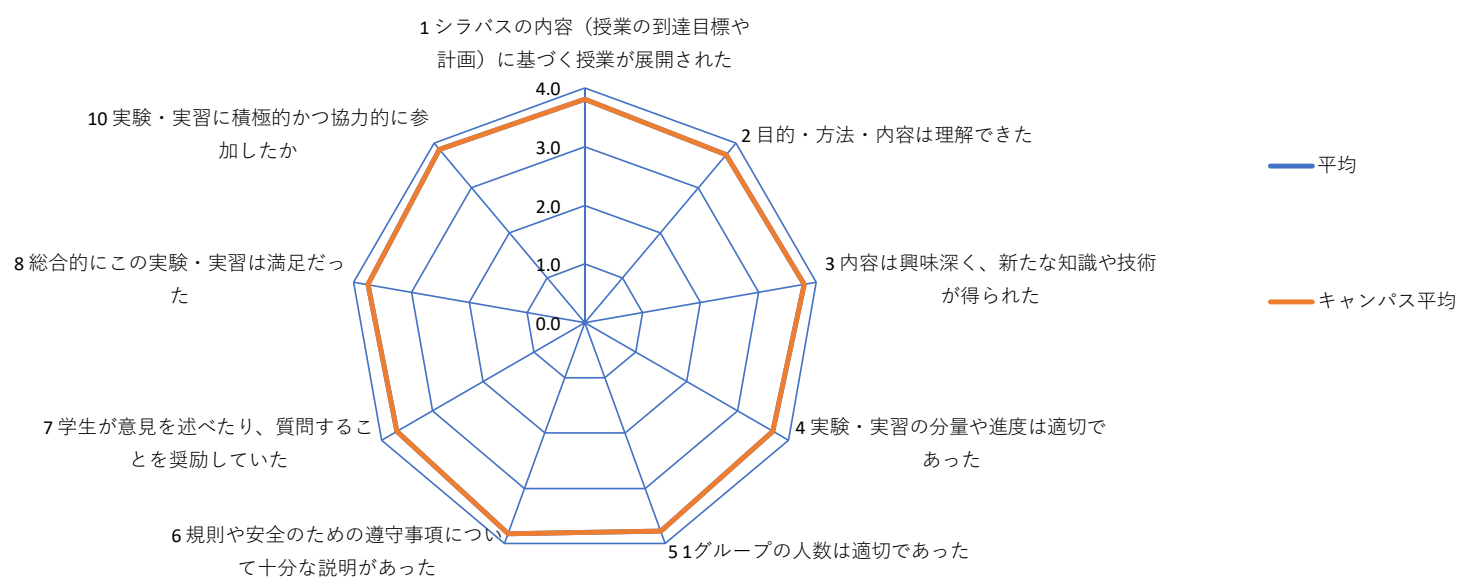 1 シラバスの内容（授業の到達目標や
計画）に基づく授業が展開された
4.0
3.0
2.0
1.0
0.0
2 目的・方法・内容は理解できた
3 内容は興味深く、新たな知識や技術
が得られた
4 実験・実習の分量や進度は適切で
あった
5 1グループの人数は適切であった
6 規則や安全のための遵守事項につい
て十分な説明があった
7 学生が意見を述べたり、質問するこ
とを奨励していた
8 総合的にこの実験・実習は満足だっ
た
10 実験・実習に積極的かつ協力的に参
加したか
平均
キャンパス平均